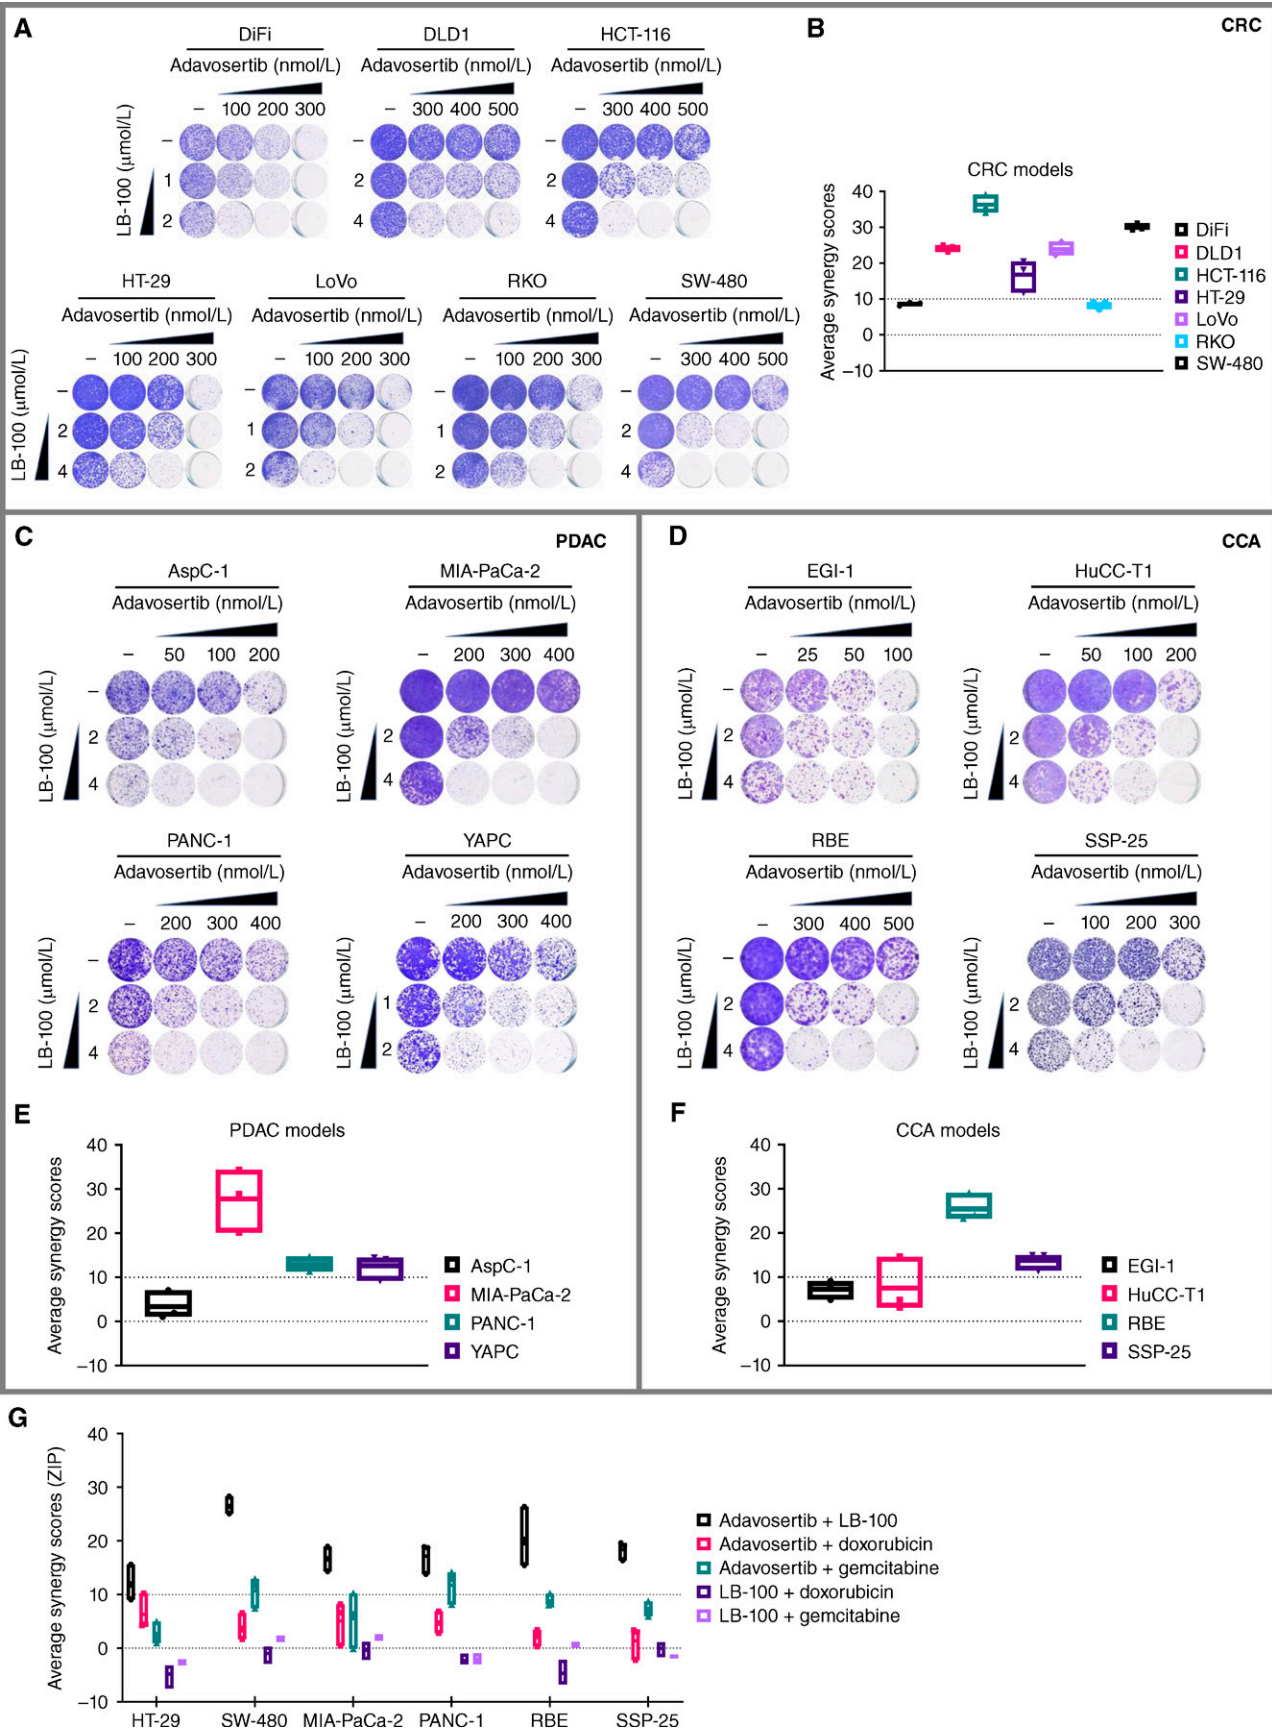 A
CRC
DiFi
Adavosertib (nmol/L)
– 100 200 300
LB-100 (μmol/L)
–
1
2
DLD1
Adavosertib (nmol/L)
– 300 400 500
2
4
HCT-116
Adavosertib (nmol/L)
– 300 400 500
2
4
HT-29
Adavosertib (nmol/L)
– 100 200 300
LB-100 (μmol/L)
–
2
4
LoVo
Adavosertib (nmol/L)
– 100 200 300
–
1
2
RKO
Adavosertib (nmol/L)
– 100 200 300
–
1
2
SW-480
Adavosertib (nmol/L)
– 300 400 500
–
2
4
B
CRC models
Average synergy scores
40
30
20
10
0
–10
DiFi
DLD1
HCT-116
HT-29
LoVo
RKO
SW-480
C
PDAC
AspC-1
Adavosertib (nmol/L)
– 50 100 200
LB-100 (μmol/L)
–
2
4
MIA-PaCa-2
Adavosertib (nmol/L)
– 200 300 400
LB-100 (μmol/L)
–
2
4
PANC-1
Adavosertib (nmol/L)
– 200 300 400
LB-100 (μmol/L)
–
2
4
YAPC
Adavosertib (nmol/L)
– 200 300 400
LB-100 (μmol/L)
–
1
2
D
CCA
EGI-1
Adavosertib (nmol/L)
– 25 50 100
LB-100 (μmol/L)
–
2
4
HuCC-T1
Adavosertib (nmol/L)
– 50 100 200
LB-100 (μmol/L)
–
2
4
RBE
Adavosertib (nmol/L)
– 300 400 500
LB-100 (μmol/L)
–
2
4
SSP-25
Adavosertib (nmol/L)
– 100 200 300
LB-100 (μmol/L)
–
2
4
E
PDAC models
Average synergy scores
40
30
20
10
0
–10
AspC-1
MIA-PaCa-2
PANC-1
YAPC
F
CCA models
Average synergy scores
40
30
20
10
0
–10
EGI-1
HuCC-T1
RBE
SSP-25
G
Average synergy scores (ZIP)
40
30
20
10
0
–10
HT-29 SW-480 MIA-PaCa-2 PANC-1 RBE SSP-25
Adavosertib + LB-100
Adavosertib + doxorubicin
Adavosertib + gemcitabine
LB-100 + doxorubicin
LB-100 + gemcitabine